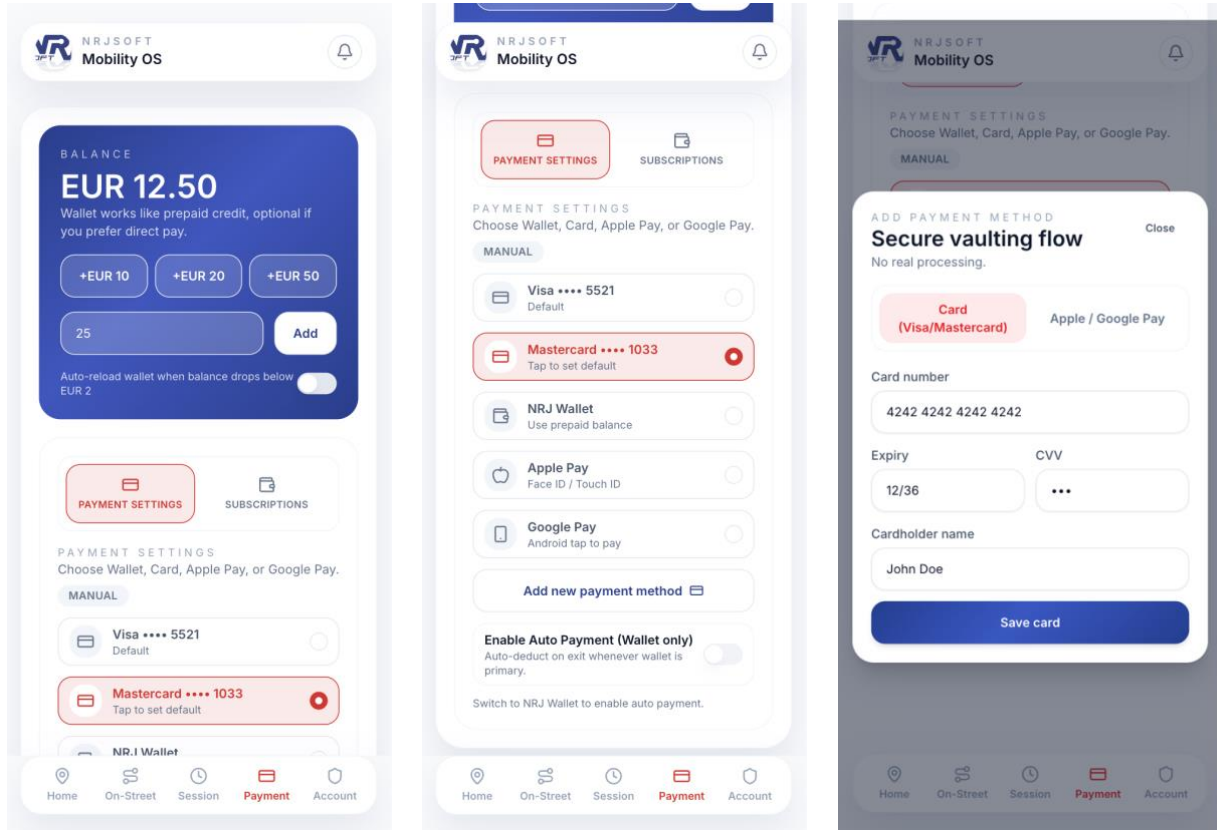 NRJSOFT
Mobility OS
BALANCE
EUR 12.50
Wallet works like prepaid credit, optional if
you prefer direct pay.
+EUR 10
+EUR 20
+EUR 50
25
Add
Auto-reload wallet when balance drops below
EUR 2
PAYMENT SETTINGS
SUBSCRIPTIONS
PAYMENT SETTINGS
Choose Wallet, Card, Apple Pay, or Google Pay.
MANUAL
Visa •••• 5521
Default
Mastercard •••• 1033
Tap to set default
NRJ Wallet
Home
On-Street
Session
Payment
Account
NRJSOFT
Mobility OS
PAYMENT SETTINGS
SUBSCRIPTIONS
PAYMENT SETTINGS
Choose Wallet, Card, Apple Pay, or Google Pay.
MANUAL
Visa •••• 5521
Default
Mastercard •••• 1033
Tap to set default
NRJ Wallet
Use prepaid balance
Apple Pay
Face ID / Touch ID
Google Pay
Android tap to pay
Add new payment method
Enable Auto Payment (Wallet only)
Auto-deduct on exit whenever wallet is
primary.
Switch to NRJ Wallet to enable auto payment.
Home
On-Street
Session
Payment
Account
NRJSOFT
Mobility OS
PAYMENT SETTINGS
Choose Wallet, Card, Apple Pay, or Google Pay.
MANUAL
ADD PAYMENT METHOD
Secure vaulting flow
Close
No real processing.
Card
(Visa/Mastercard)
Apple / Google Pay
Card number
4242 4242 4242 4242
Expiry
CVV
12/36
•••
Cardholder name
John Doe
Save card
Home
On-Street
Session
Payment
Account